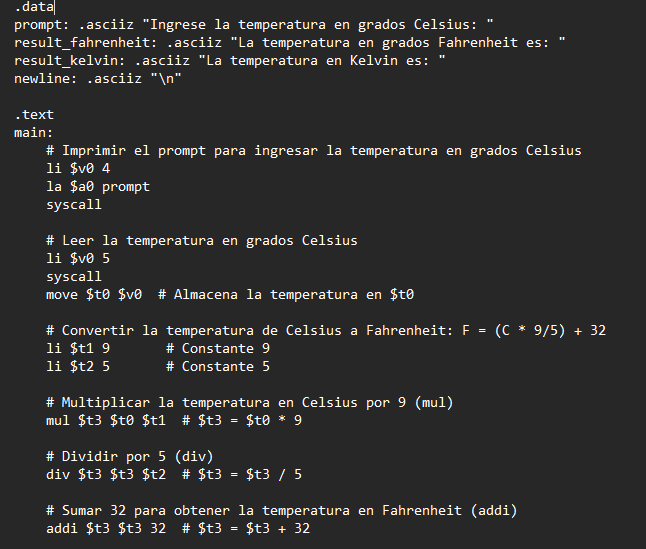 .data
prompt: .asciiz "Ingrese la temperatura en grados Celsius: "
result_fahrenheit: .asciiz "La temperatura en grados Fahrenheit es: "
result_kelvin: .asciiz "La temperatura en Kelvin es: "
newline: .asciiz "\n"

.text
main:
    # Imprimir el prompt para ingresar la temperatura en grados Celsius
    li $v0 4
    la $a0 prompt
    syscall

    # Leer la temperatura en grados Celsius
    li $v0 5
    syscall
    move $t0 $v0  # Almacena la temperatura en $t0

    # Convertir la temperatura de Celsius a Fahrenheit: F = (C * 9/5) + 32
    li $t1 9       # Constante 9
    li $t2 5       # Constante 5

    # Multiplicar la temperatura en Celsius por 9 (mul)
    mul $t3 $t0 $t1  # $t3 = $t0 * 9

    # Dividir por 5 (div)
    div $t3 $t3 $t2  # $t3 = $t3 / 5

    # Sumar 32 para obtener la temperatura en Fahrenheit (addi)
    addi $t3 $t3 32  # $t3 = $t3 + 32